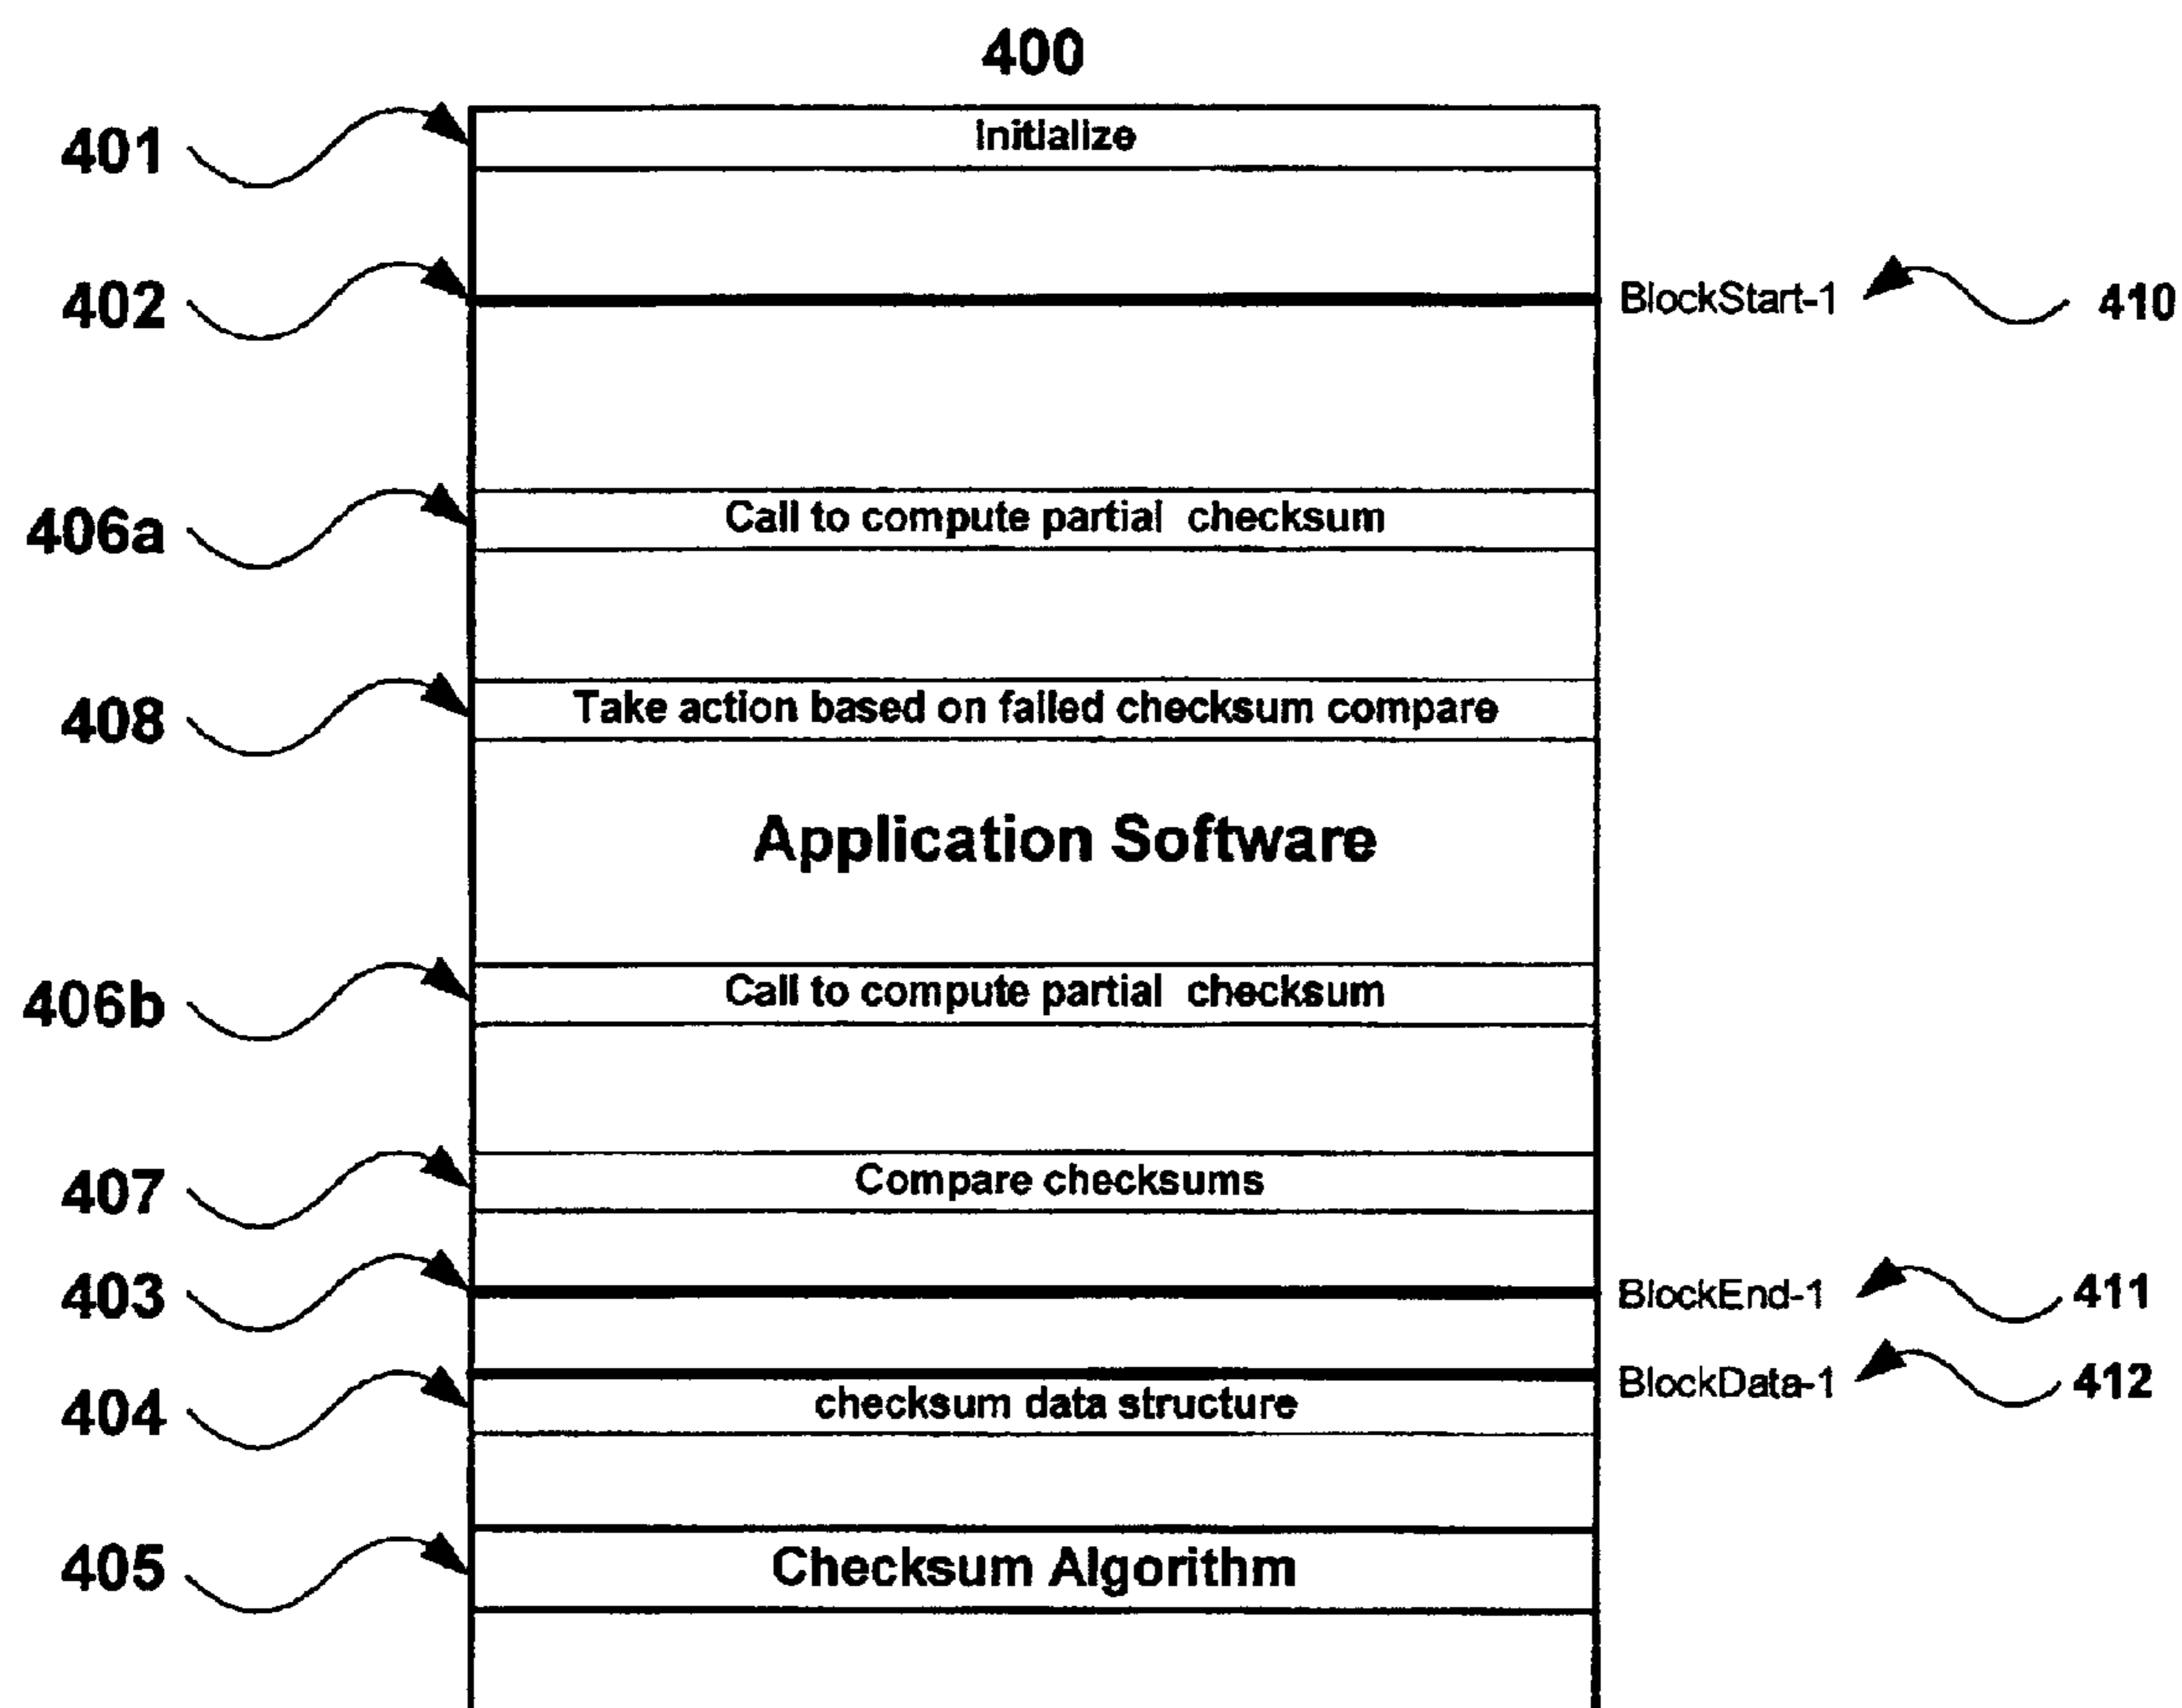 400
401 Initialize
402 BlockStart-1 410
406a Call to compute partial checksum
408 Take action based on failed checksum compare
Application Software
406b Call to compute partial checksum
407 Compare checksums
403 BlockEnd-1 411
BlockData-1 412
404 checksum data structure
405 Checksum Algorithm